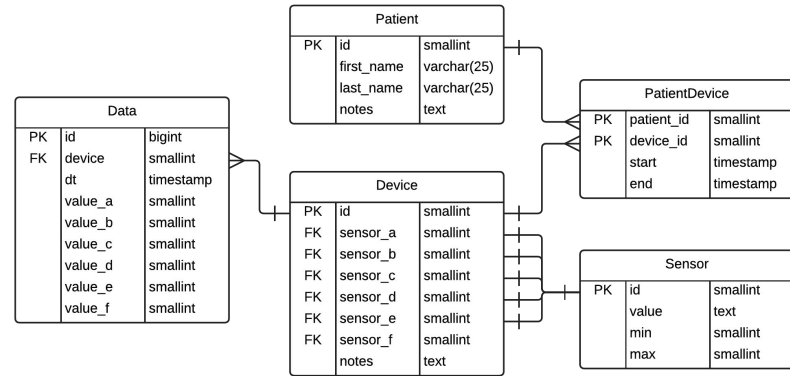 Patient
PK id smallint
first_name varchar(25)
last_name varchar(25)
notes text
Data
PK id bigint
FK device smallint
dt timestamp
value_a smallint
value_b smallint
value_c smallint
value_d smallint
value_e smallint
value_f smallint
Device
PK id smallint
FK sensor_a smallint
FK sensor_b smallint
FK sensor_c smallint
FK sensor_d smallint
FK sensor_e smallint
FK sensor_f smallint
notes text
PatientDevice
PK patient_id smallint
PK device_id smallint
start timestamp
end timestamp
Sensor
PK id smallint
value text
min smallint
max smallint